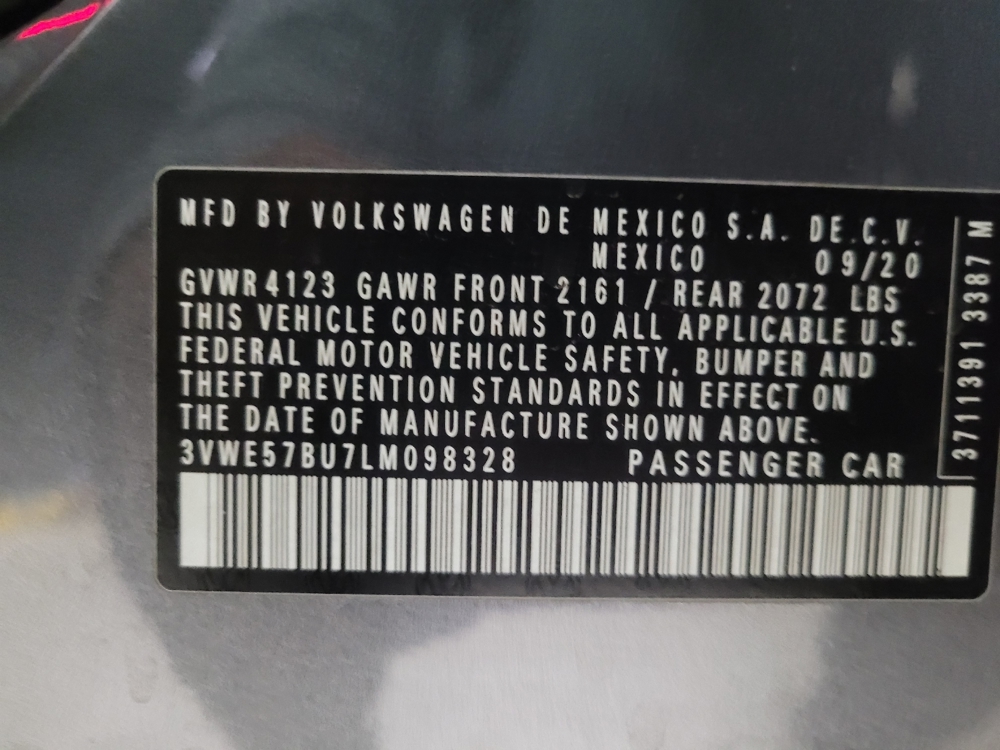 MFD BY VOLKSWAGEN DE MEXICO S.A. DE.C.V.
MEXICO 09/20
GVWR4123 GAWR FRONT 2161 / REAR 2072 LBS
THIS VEHICLE CONFORMS TO ALL APPLICABLE U.S.
FEDERAL MOTOR VEHICLE SAFETY, BUMPER AND
THEFT PREVENTION STANDARDS IN EFFECT ON
THE DATE OF MANUFACTURE SHOWN ABOVE.
3VWE57BU7LM098328 PASSENGER CAR
3711391 3387 M